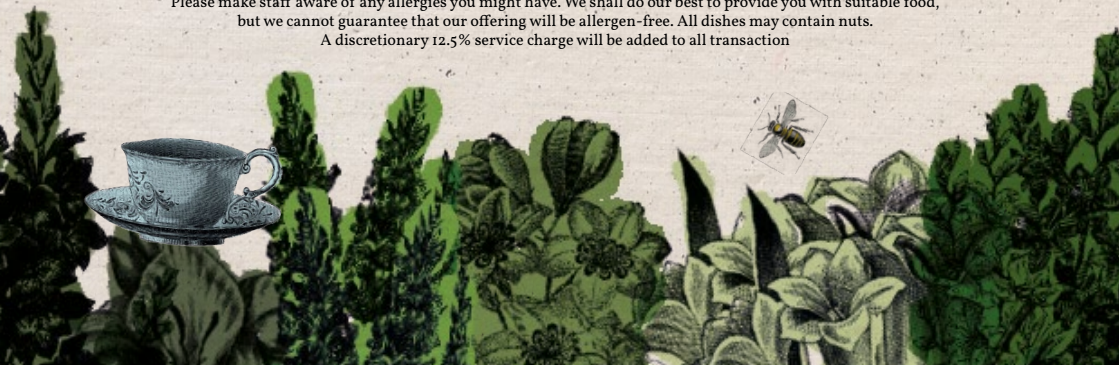 Please make staff aware of any allergies you might have. We shall do our best to provide you with suitable food,
but we cannot guarantee that our offering will be allergen-free. All dishes may contain nuts.
A discretionary 12.5% service charge will be added to all transaction